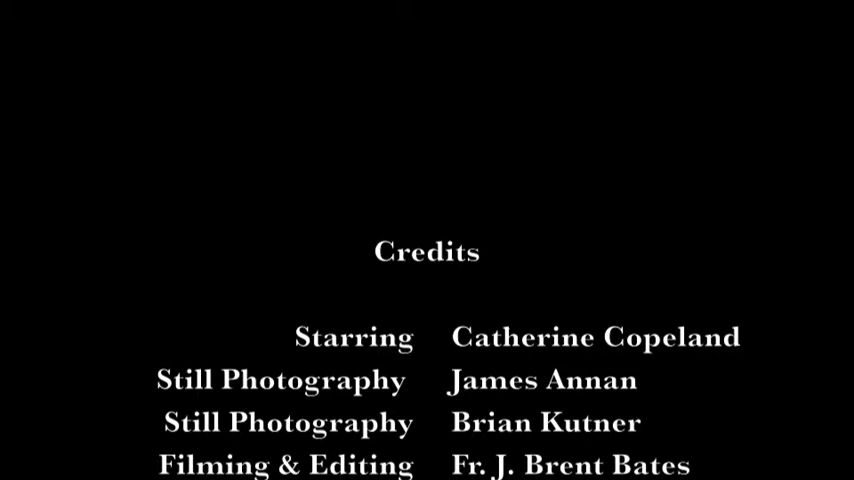 Credits
Starring Catherine Copeland
Still Photography James Annan
Still Photography Brian Kutner
Filming & Editing Fr. J. Brent Bates